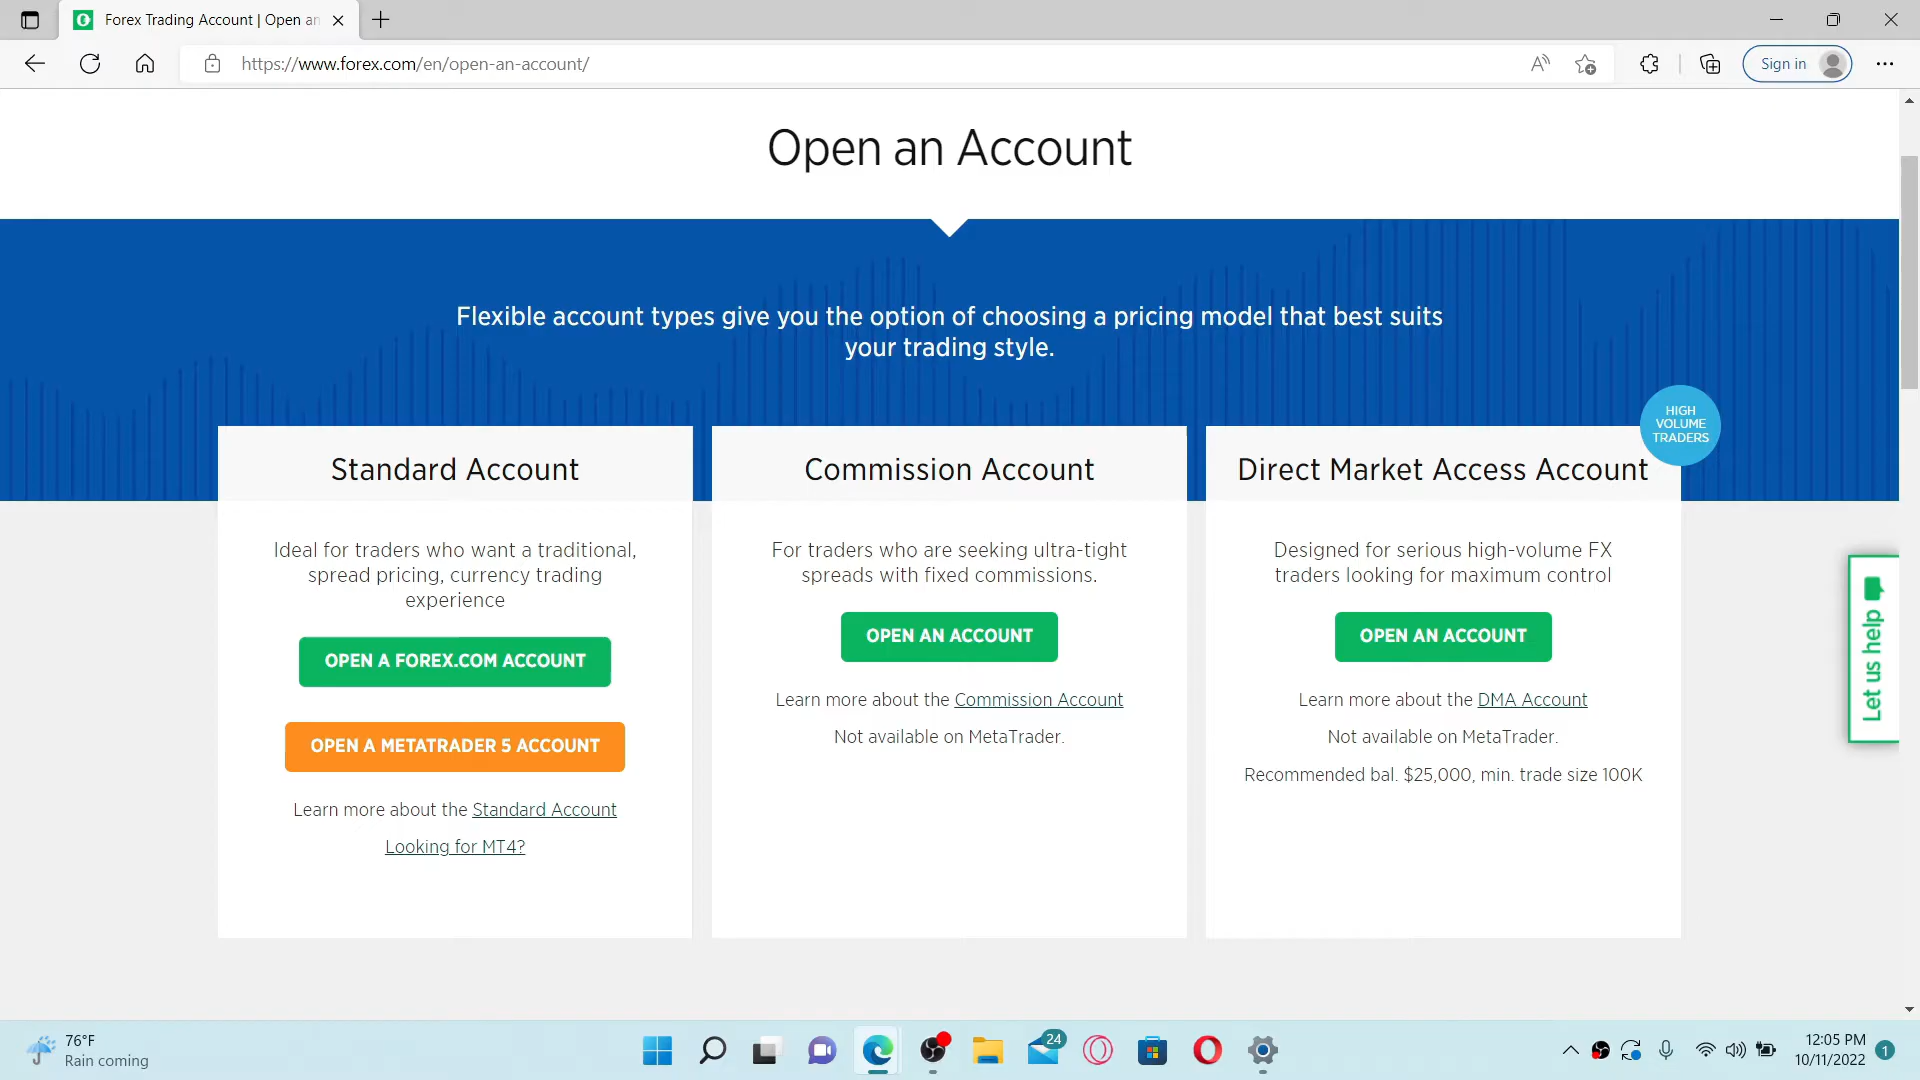 Forex Trading Account | Open an
https://www.forex.com/en/open-an-account/
Sign in
Open an Account
Flexible account types give you the option of choosing a pricing model that best suits
your trading style.
HIGH
VOLUME
TRADERS
Standard Account
Ideal for traders who want a traditional,
spread pricing, currency trading
experience
OPEN A FOREX.COM ACCOUNT
OPEN A METATRADER 5 ACCOUNT
Learn more about the Standard Account
Looking for MT4?
Commission Account
For traders who are seeking ultra-tight
spreads with fixed commissions.
OPEN AN ACCOUNT
Learn more about the Commission Account
Not available on MetaTrader.
Direct Market Access Account
Designed for serious high-volume FX
traders looking for maximum control
OPEN AN ACCOUNT
Learn more about the DMA Account
Not available on MetaTrader.
Recommended bal. $25,000, min. trade size 100K
Let us help
76°F
Rain coming
24
12:05 PM
10/11/2022
1